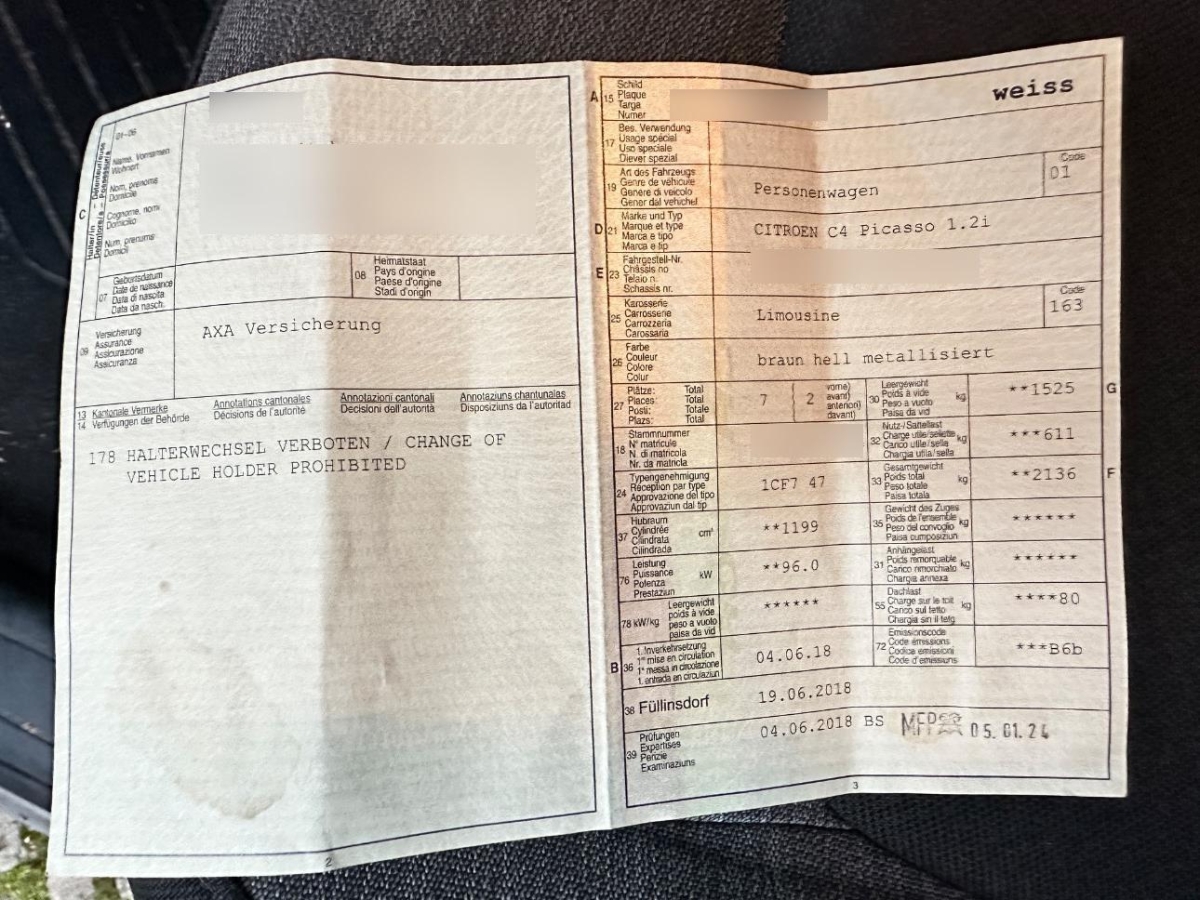 C
Halter/in
Détenteur/euse
Detentore/s - Possessur/a
01-06
Name, Vornamen
Wohnort
Nom, prénoms
Domicile
Cognome, nomi
Domicilio
Num, prenums
Domicil
07
Geburtsdatum
Date de naissance
Data di nascita
Data da nasch.
08
Heimatstaat
Pays d'origine
Paese d'origine
Stadi d'origin
09
Versicherung
Assurance
Assicurazione
Assicuranza
AXA Versicherung
13 Kantonale Vermerke
14 Verfügungen der Behörde
Annotations cantonales
Décisions de l'autorité
Annotazioni cantonali
Decisioni dell'autorità
Annotaziuns chantunales
Disposiziuns da l'autoritad
178 HALTERWECHSEL VERBOTEN / CHANGE OF
VEHICLE HOLDER PROHIBITED
2
A 15
Schild
Plaque
Targa
Numer
weiss
17
Bes. Verwendung
Usage spécial
Uso speciale
Diever spezial
19
Art des Fahrzeugs
Genre de véhicule
Genere di veicolo
Gener dal vehichel
Personenwagen
Code
01
D 21
Marke und Typ
Marque et type
Marca e tipo
Marca e tip
CITROEN C4 Picasso 1.2i
E 23
Fahrgestell-Nr.
Châssis no
Telaio n.
Schassis nr.
25
Karosserie
Carrosserie
Carrozzeria
Carossaria
Limousine
Code
163
26
Farbe
Couleur
Colore
Colur
braun hell metallisiert
27
Plätze: Total
Places: Total
Posti: Totale
Plazs: Total
7
2
vorne)
avant)
anteriori)
davant)
30
Leergewicht
Poids à vide
Peso a vuoto
Paisa da vid
kg
**1525
G
18
Stammnummer
N° matricule
N. di matricola
Nr. da matricla
32
Nutz-/Sattellast
Charge utile/sellette
Carico utile/sella
Chargia utila/sella
kg
***611
24
Typengenehmigung
Réception par type
Approvazione del tipo
Approvaziun dal tip
1CF7 47
33
Gesamtgewicht
Poids total
Peso totale
Paisa totala
kg
**2136
F
37
Hubraum
Cylindrée
Cilindrata
Cilindrada
cm³
**1199
35
Gewicht des Zuges
Poids de l'ensemble
Peso del convoglio
Paisa cumposiziun
kg
******
76
Leistung
Puissance
Potenza
Prestaziun
kW
**96.0
31
Anhängelast
Poids remorquable
Carico rimorchiato
Chargia annexa
kg
******
78 kW/kg
Leergewicht
poids à vide
peso a vuoto
paisa da vid
******
55
Dachlast
Charge sur le toit
Carico sul tetto
Chargia sin il tetg
kg
****80
B 36
1. Inverkehrsetzung
1re mise en circulation
1a messa in circolazione
1. entrada en circulaziun
04.06.18
72
Emissionscode
Code émissions
Codice emissioni
Code d'emissiuns
***B6b
38 Füllinsdorf
19.06.2018
39
Prüfungen
Expertises
Perizie
Examinaziuns
04.06.2018 BS
MFP
05.01.24
3